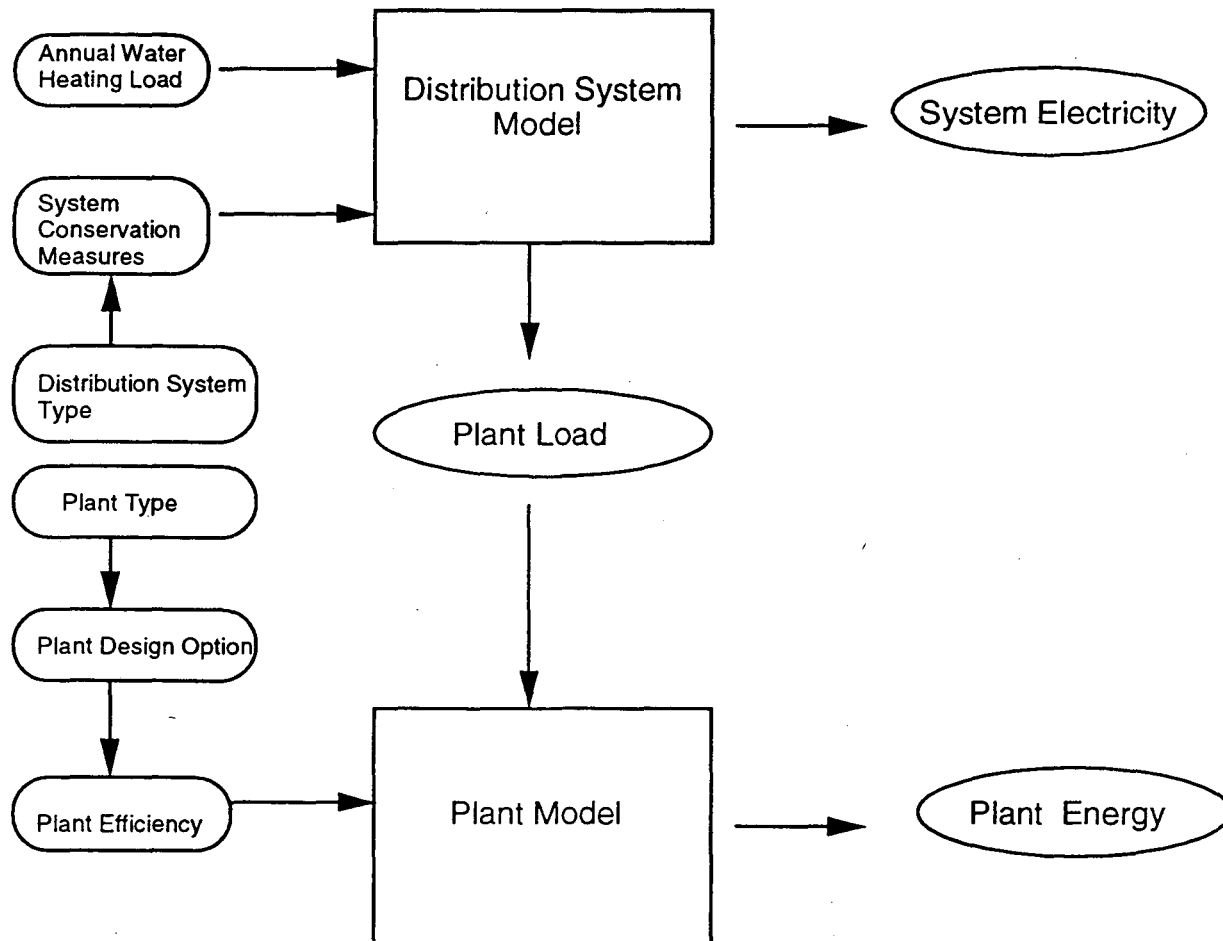 Annual Water
Heating Load
Distribution System
Model
System Electricity
System
Conservation
Measures
Distribution System
Type
Plant Load
Plant Type
Plant Design Option
Plant Efficiency
Plant Model
Plant Energy